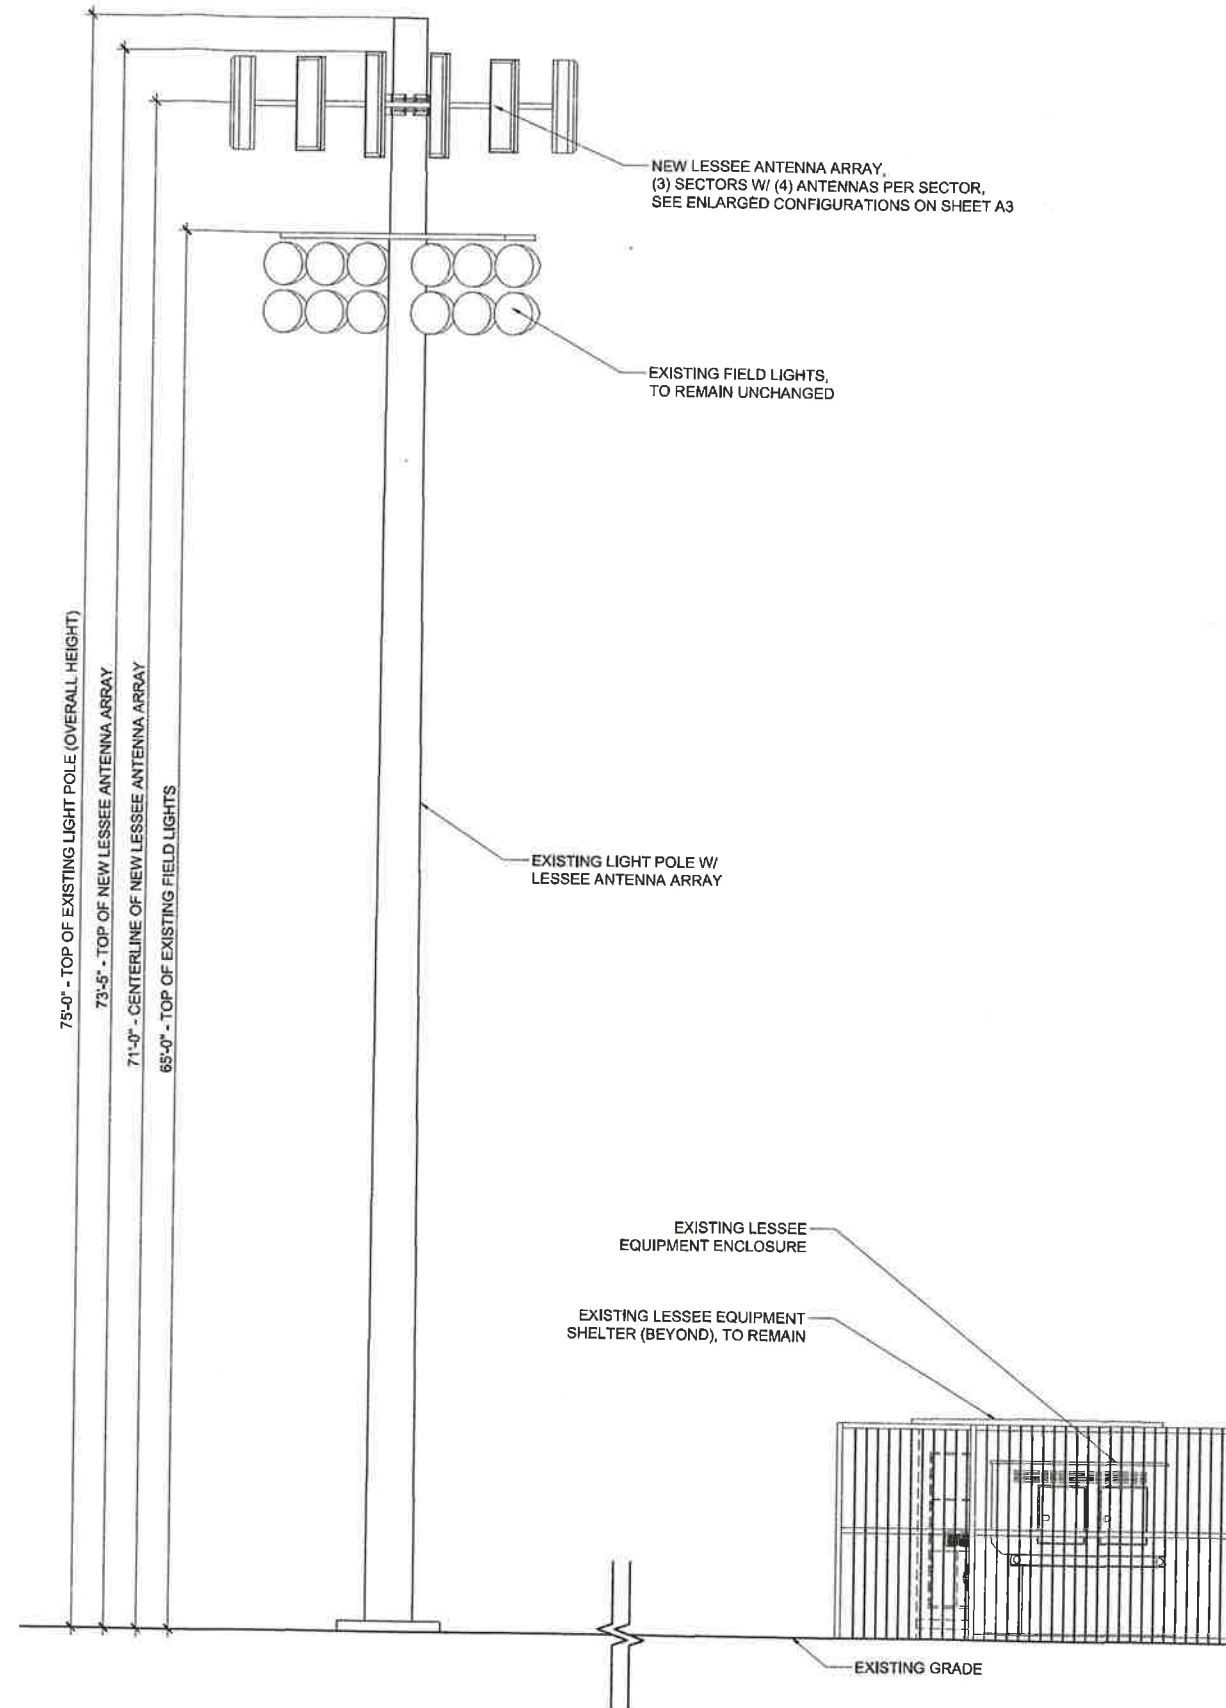 NEW LESSEE ANTENNA ARRAY,
(3) SECTORS W/ (4) ANTENNAS PER SECTOR,
SEE ENLARGED CONFIGURATIONS ON SHEET A3
EXISTING FIELD LIGHTS,
TO REMAIN UNCHANGED
75'-0" - TOP OF EXISTING LIGHT POLE (OVERALL HEIGHT)
73'-5" - TOP OF NEW LESSEE ANTENNA ARRAY
71'-0" - CENTERLINE OF NEW LESSEE ANTENNA ARRAY
65'-0" - TOP OF EXISTING FIELD LIGHTS
EXISTING LIGHT POLE W/
LESSEE ANTENNA ARRAY
EXISTING LESSEE
EQUIPMENT ENCLOSURE
EXISTING LESSEE EQUIPMENT
SHELTER (BEYOND), TO REMAIN
EXISTING GRADE